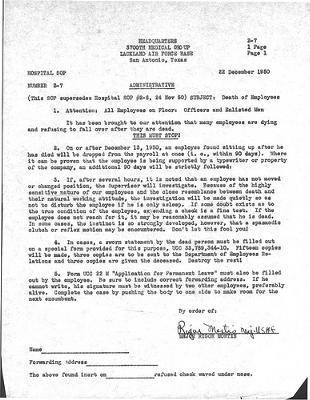 HEADQUARTERS 2-7
3700TH MEDICAL GROUP 1 Page
LACKLAND AIR FORCE BASE Page 1
San Antonio, Texas
HOSPITAL SOP 22 December 1950
NUMBER 2-7 ADMINISTRATIVE
(This SOP supersedes Hospital SOP #2-6, 24 Nov 50) SUBJECT: Death of Employees
1. Attention: All Employees on Floor: Officers and Enlisted Men
It has been brought to our attention that many employees are dying
and refusing to fall over after they are dead.
THIS MUST STOP!
2. On or after December 15, 1950, an employee found sitting up after he
has died will be dropped from the payroll at once (i. e., within 90 days). Where
it can be proven that the employee is being supported by a typewriter or property
of the company, an additional 90 days will be strictly followed:
3. If, after several hours, it is noted that an employee has not moved
or changed position, the Supervisor will investigate. Because of the highly
sensitive nature of our employees and the close resemblance between death and
their natural working attitude, the investigation will be made quietly so as
not to disturb the employee if he is only asleep. If some doubt exists as to
the true condition of the employee, extending a check is a fine test. If the
employee does not reach for it, it may be reasonably assumed that he is dead.
In some cases, the instinct is so strongly developed, however, that a spasmodic
clutch or reflex motion may be encountered. Don't let this fool you!
4. In cases, a sworn statement by the dead person must be filled out
on a special form provided for this purpose, UCC 33,789,344-10. Fifteen copies
will be made, three copies are to be sent to the Department of Employees Re-
lations and three copies are given the deceased. Destroy the rest!
5. Form UCC 22 M "Application for Permanent Leave" must also be filled
out by the employee. Be sure to include correct forwarding address. If he
cannot write, his signature must be witnessed by two other employees, preferably
alive. Complete the case by pushing the body to one side to make room for the
next encumbent.
By order of:
Rigor Mortis Maj. USAF
MAJOR RIGOR MORTIS
Name
Forwarding Address
The above found inert on refused check waved under nose.